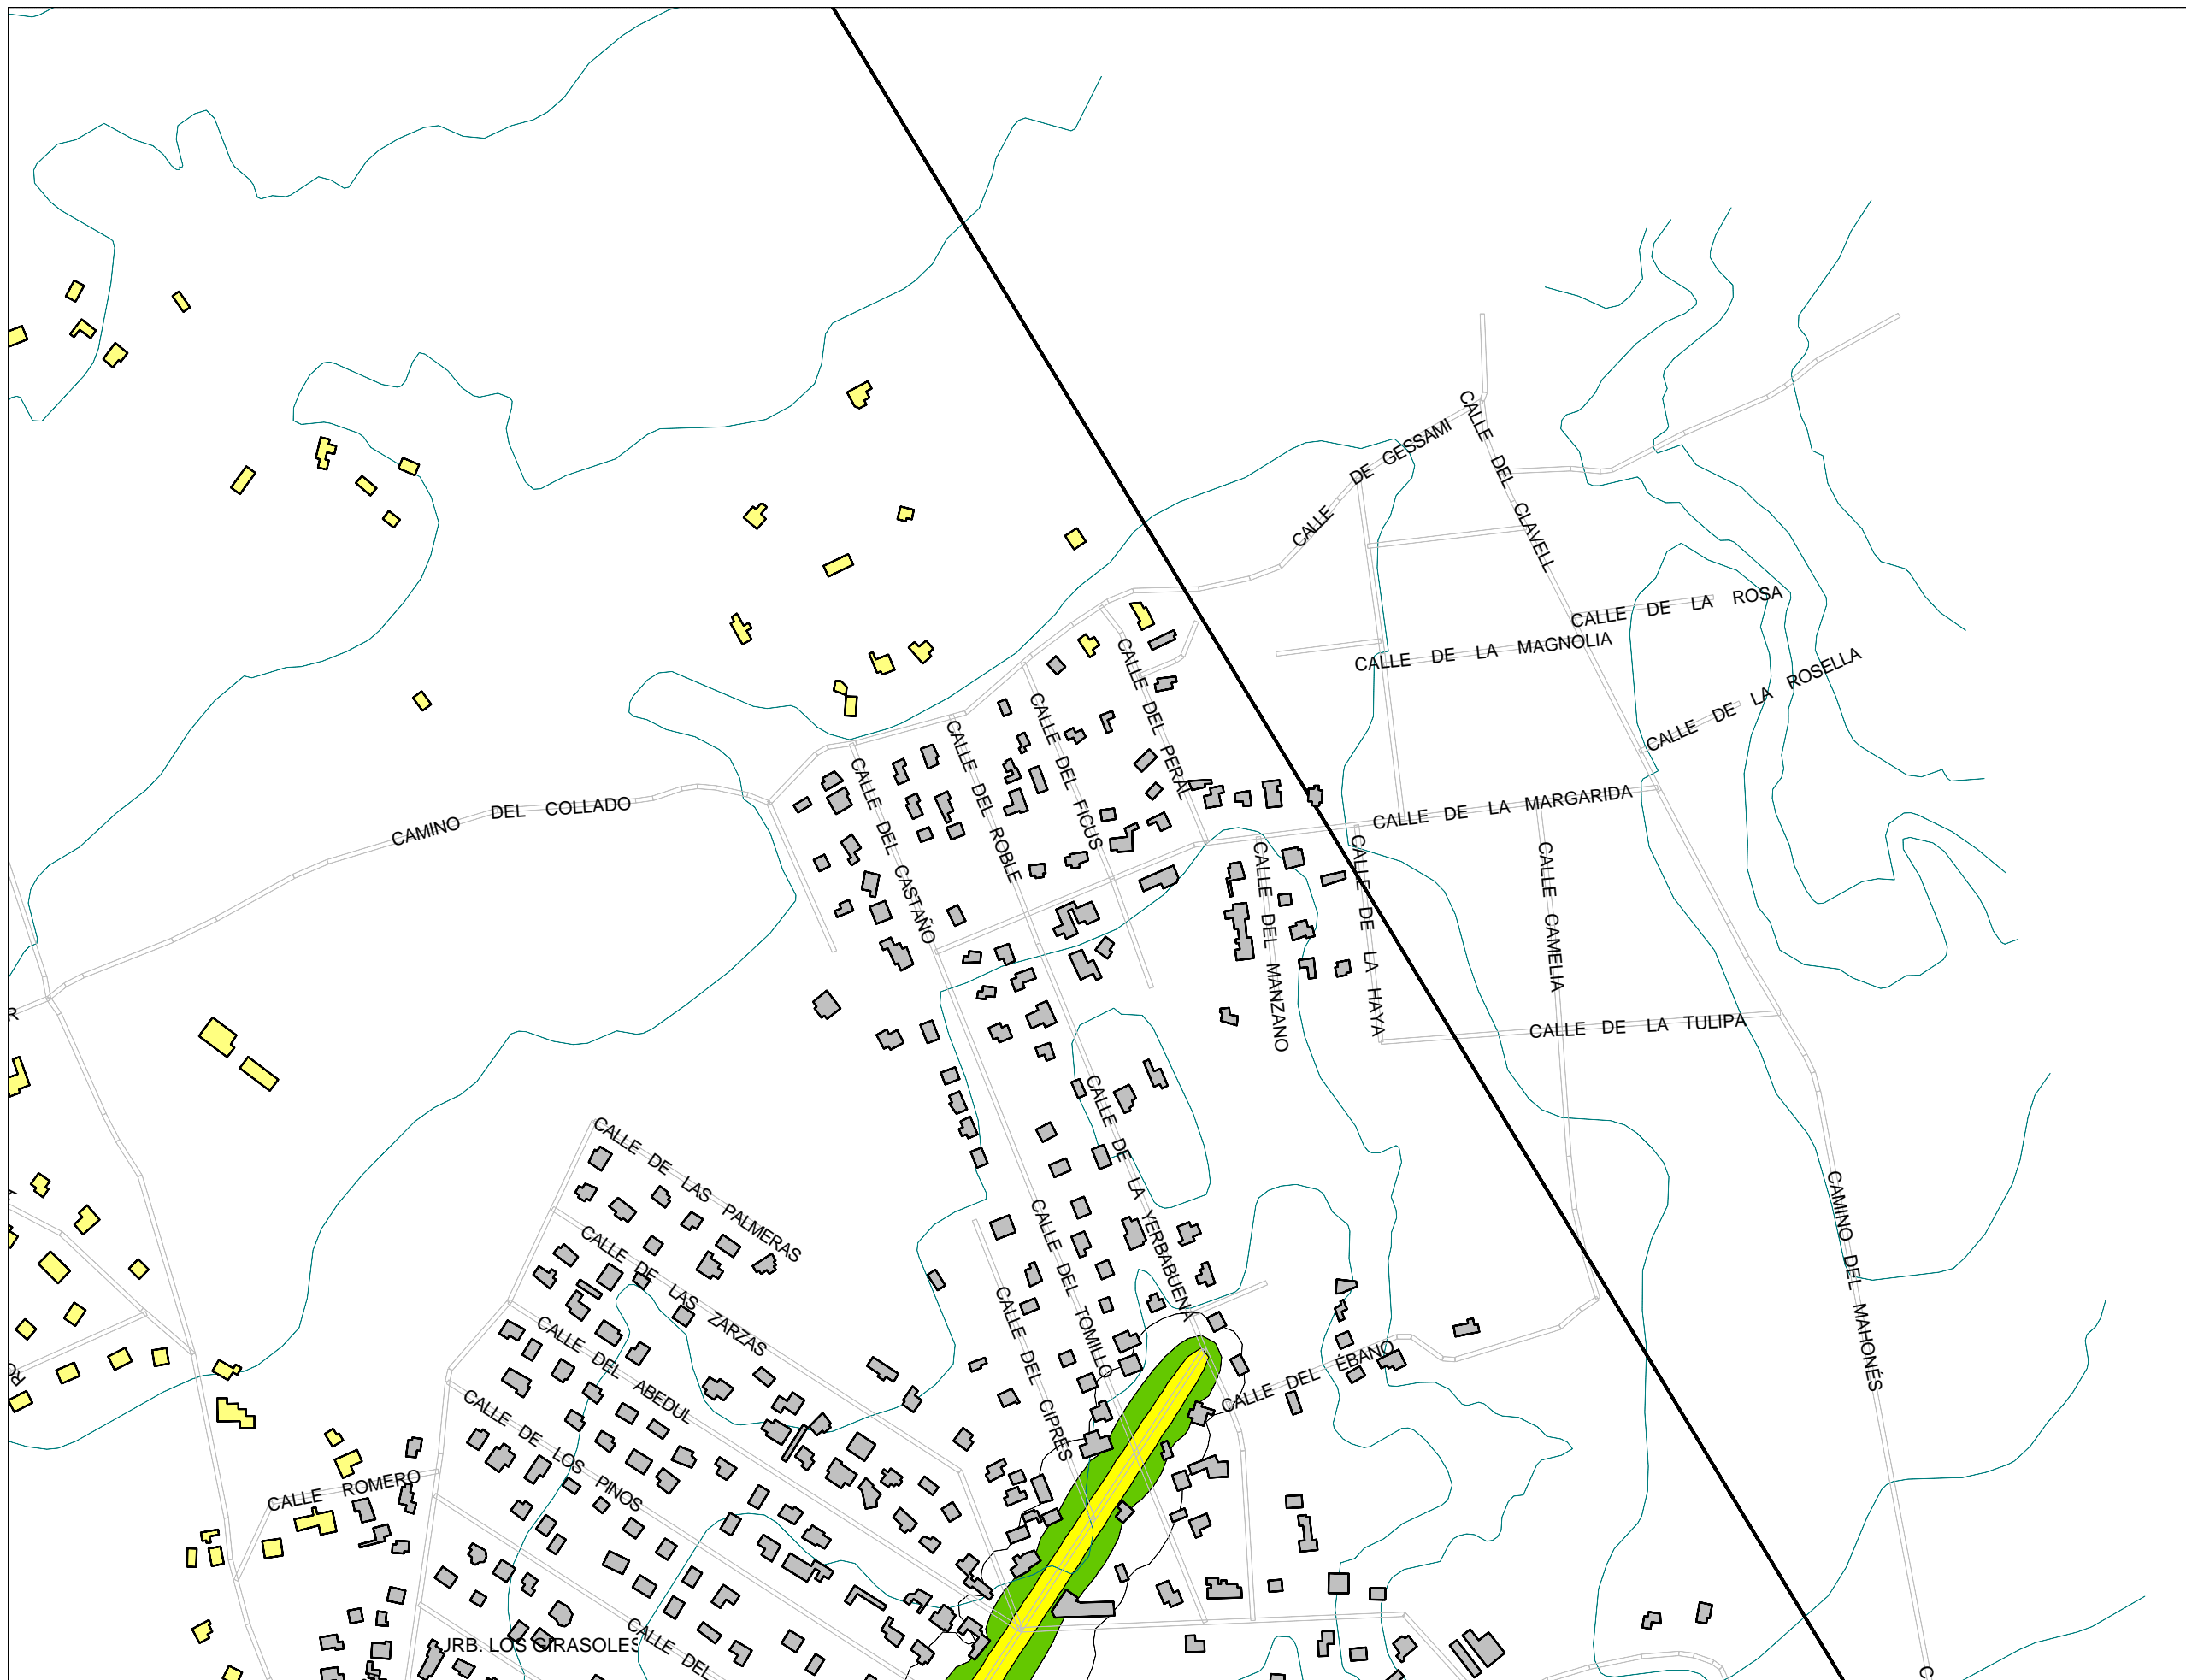 CALLE DE GESSAMI
CALLE DEL CLAVELL
CALLE DE LA ROSA
CALLE DE LA MAGNOLIA
CALLE DE LA ROSELLA
CALLE DEL PERAL
CALLE DEL FICUS
CALLE DEL ROBLE
CALLE DEL CASTAÑO
CAMINO DEL COLLADO
CALLE DE LA MARGARIDA
CALLE DEL MANZANO
CALLE DE LA HAYA
CALLE CAMELIA
CALLE DE LA TULIPA
R
CALLE DE LA YERBABUENA
CALLE DE LAS PALMERAS
CAMINO DEL MAHONÉS
CALLE DEL TOMILLO
CALLE DE LAS ZARZAS
CALLE DEL CIPRÉS
CALLE DEL ABEDUL
CALLE DEL ÉBANO
RO
CALLE DE LOS PINOS
CALLE ROMERO
URB. LOS GIRASOLES
CALLE DEL
C